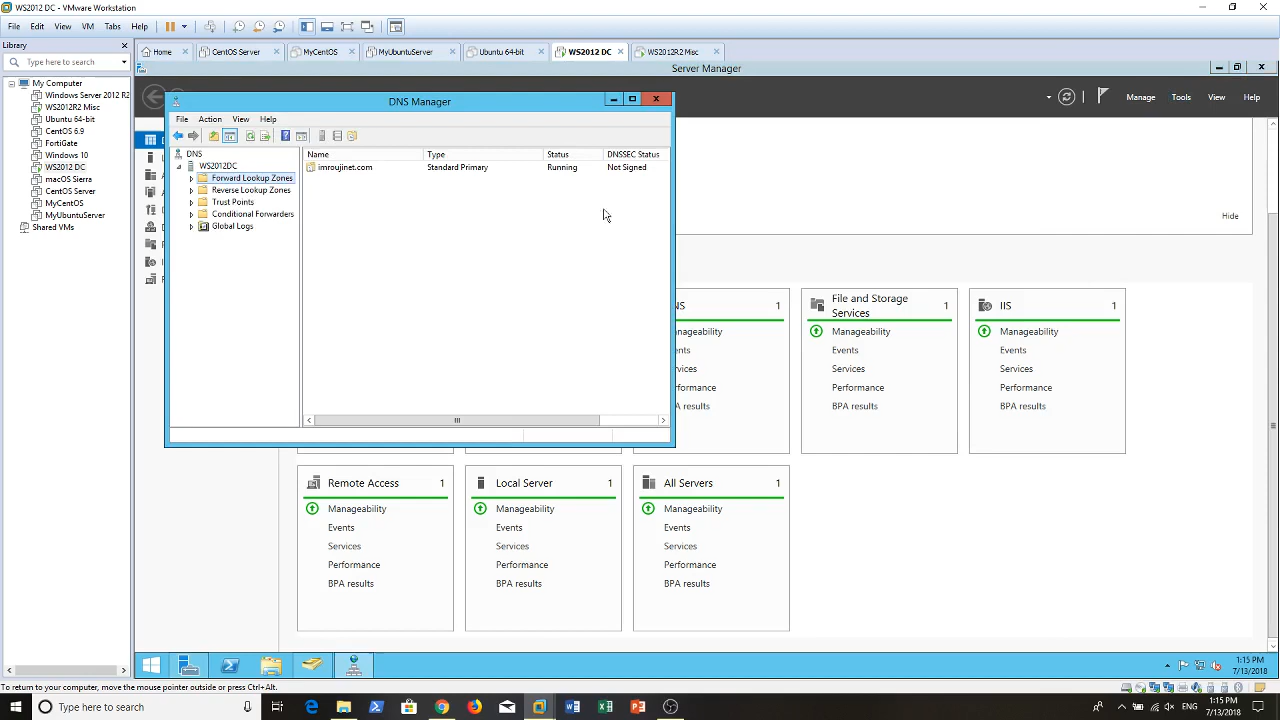 WS2012 DC - VMware Workstation
File Edit View VM Tabs Help
Library
Type here to search
My Computer
Windows Server 2012 R2
WS2012R2 Misc
Ubuntu 64-bit
CentOS 6.9
FortiGate
Windows 10
WS2012 DC
macOS Sierra
CentOS Server
MyCentOS
MyUbuntuServer
Shared VMs
Home CentOS Server MyCentOS MyUbuntuServer Ubuntu 64-bit WS2012 DC WS2012R2 Misc
Server Manager
Manage Tools View Help
DNS Manager
File Action View Help
DNS
WS2012DC
Forward Lookup Zones
Reverse Lookup Zones
Trust Points
Conditional Forwarders
Global Logs
Name Type Status DNSSEC Status
imroujinet.com Standard Primary Running Not Signed
Hide
NS 1
anageability
ents
rvices
rformance
A results
File and Storage
Services 1
Manageability
Events
Services
Performance
BPA results
IIS 1
Manageability
Events
Services
Performance
BPA results
Remote Access 1
Manageability
Events
Services
Performance
BPA results
Local Server 1
Manageability
Events
Services
Performance
BPA results
All Servers 1
Manageability
Events
Services
Performance
BPA results
1:15 PM
7/13/2018
To return to your computer, move the mouse pointer outside or press Ctrl+Alt.
Type here to search
1:15 PM
7/13/2018